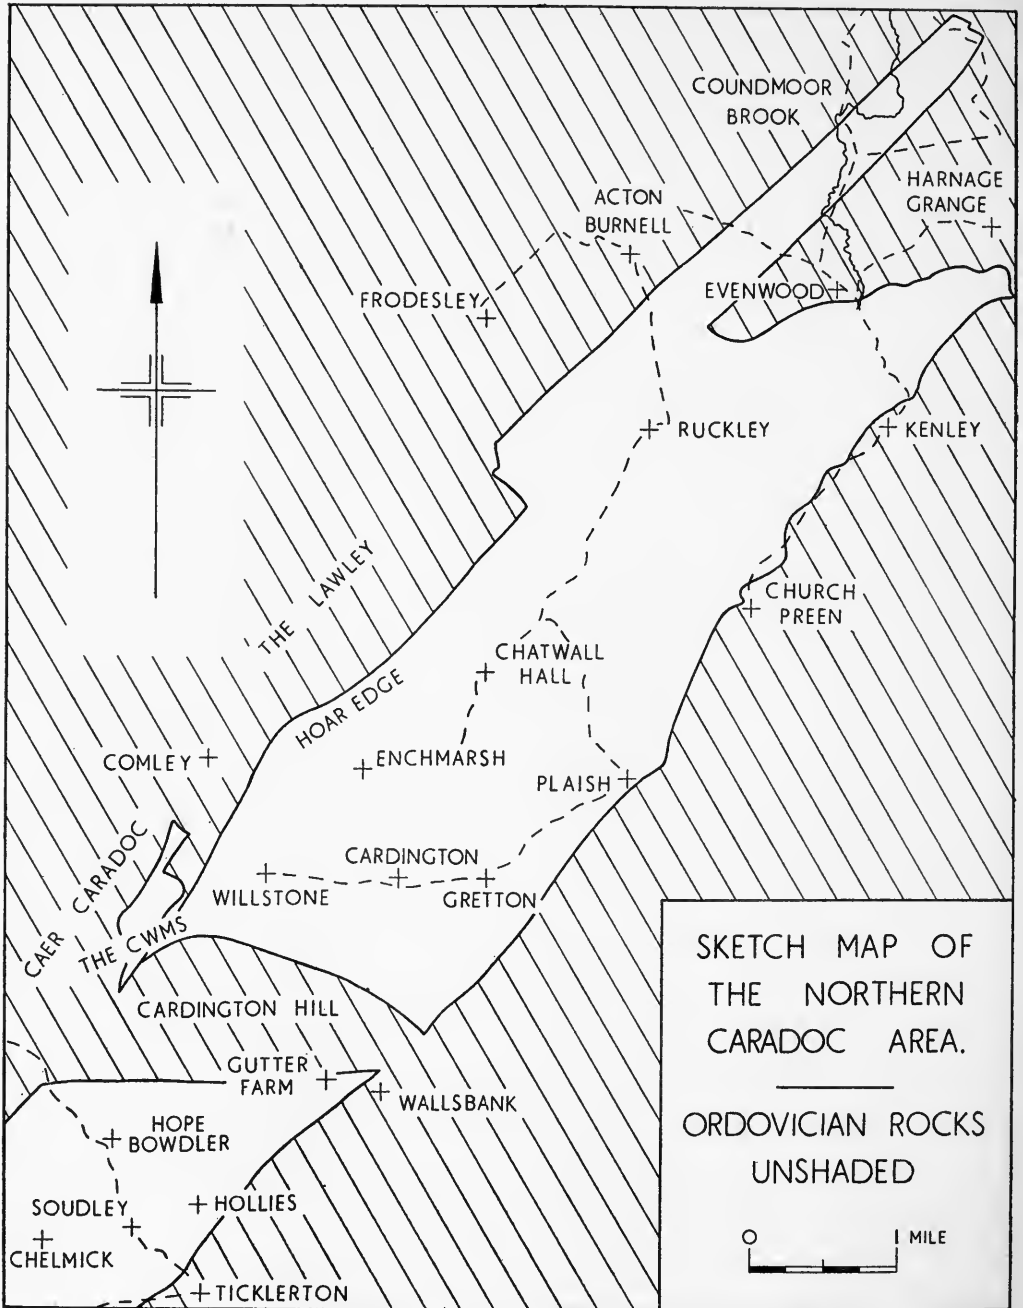 COUNDMOOR
BROOK
HARNAGE
GRANGE
ACTON
BURNELL
FRODESLEY
EVENWOOD
RUCKLEY
KENLEY
THE LAWLEY
CHURCH
PREEN
CHATWALL
HALL
HOAR EDGE
COMLEY
ENCHMARSH
PLAISH
CAER CARADOC
CARDINGTON
WILLSTONE
GRETTON
THE CWMS
CARDINGTON HILL
GUTTER
FARM
WALLSBANK
HOPE
BOWDLER
SOUDLEY
HOLLIES
CHELMICK
TICKLERTON
SKETCH MAP OF
THE NORTHERN
CARADOC AREA.
ORDOVICIAN ROCKS
UNSHADED
0 1 MILE